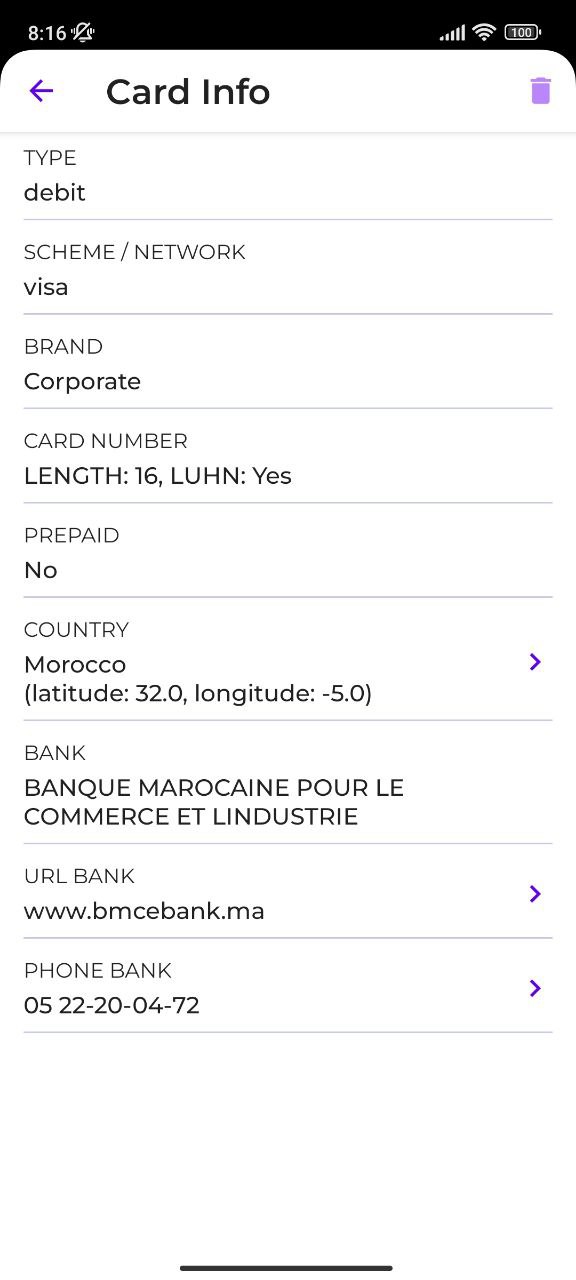 8:16
100
Card Info
TYPE
debit
SCHEME / NETWORK
visa
BRAND
Corporate
CARD NUMBER
LENGTH: 16, LUHN: Yes
PREPAID
No
COUNTRY
Morocco
(latitude: 32.0, longitude: -5.0)
BANK
BANQUE MAROCAINE POUR LE
COMMERCE ET LINDUSTRIE
URL BANK
www.bmcebank.ma
PHONE BANK
05 22-20-04-72